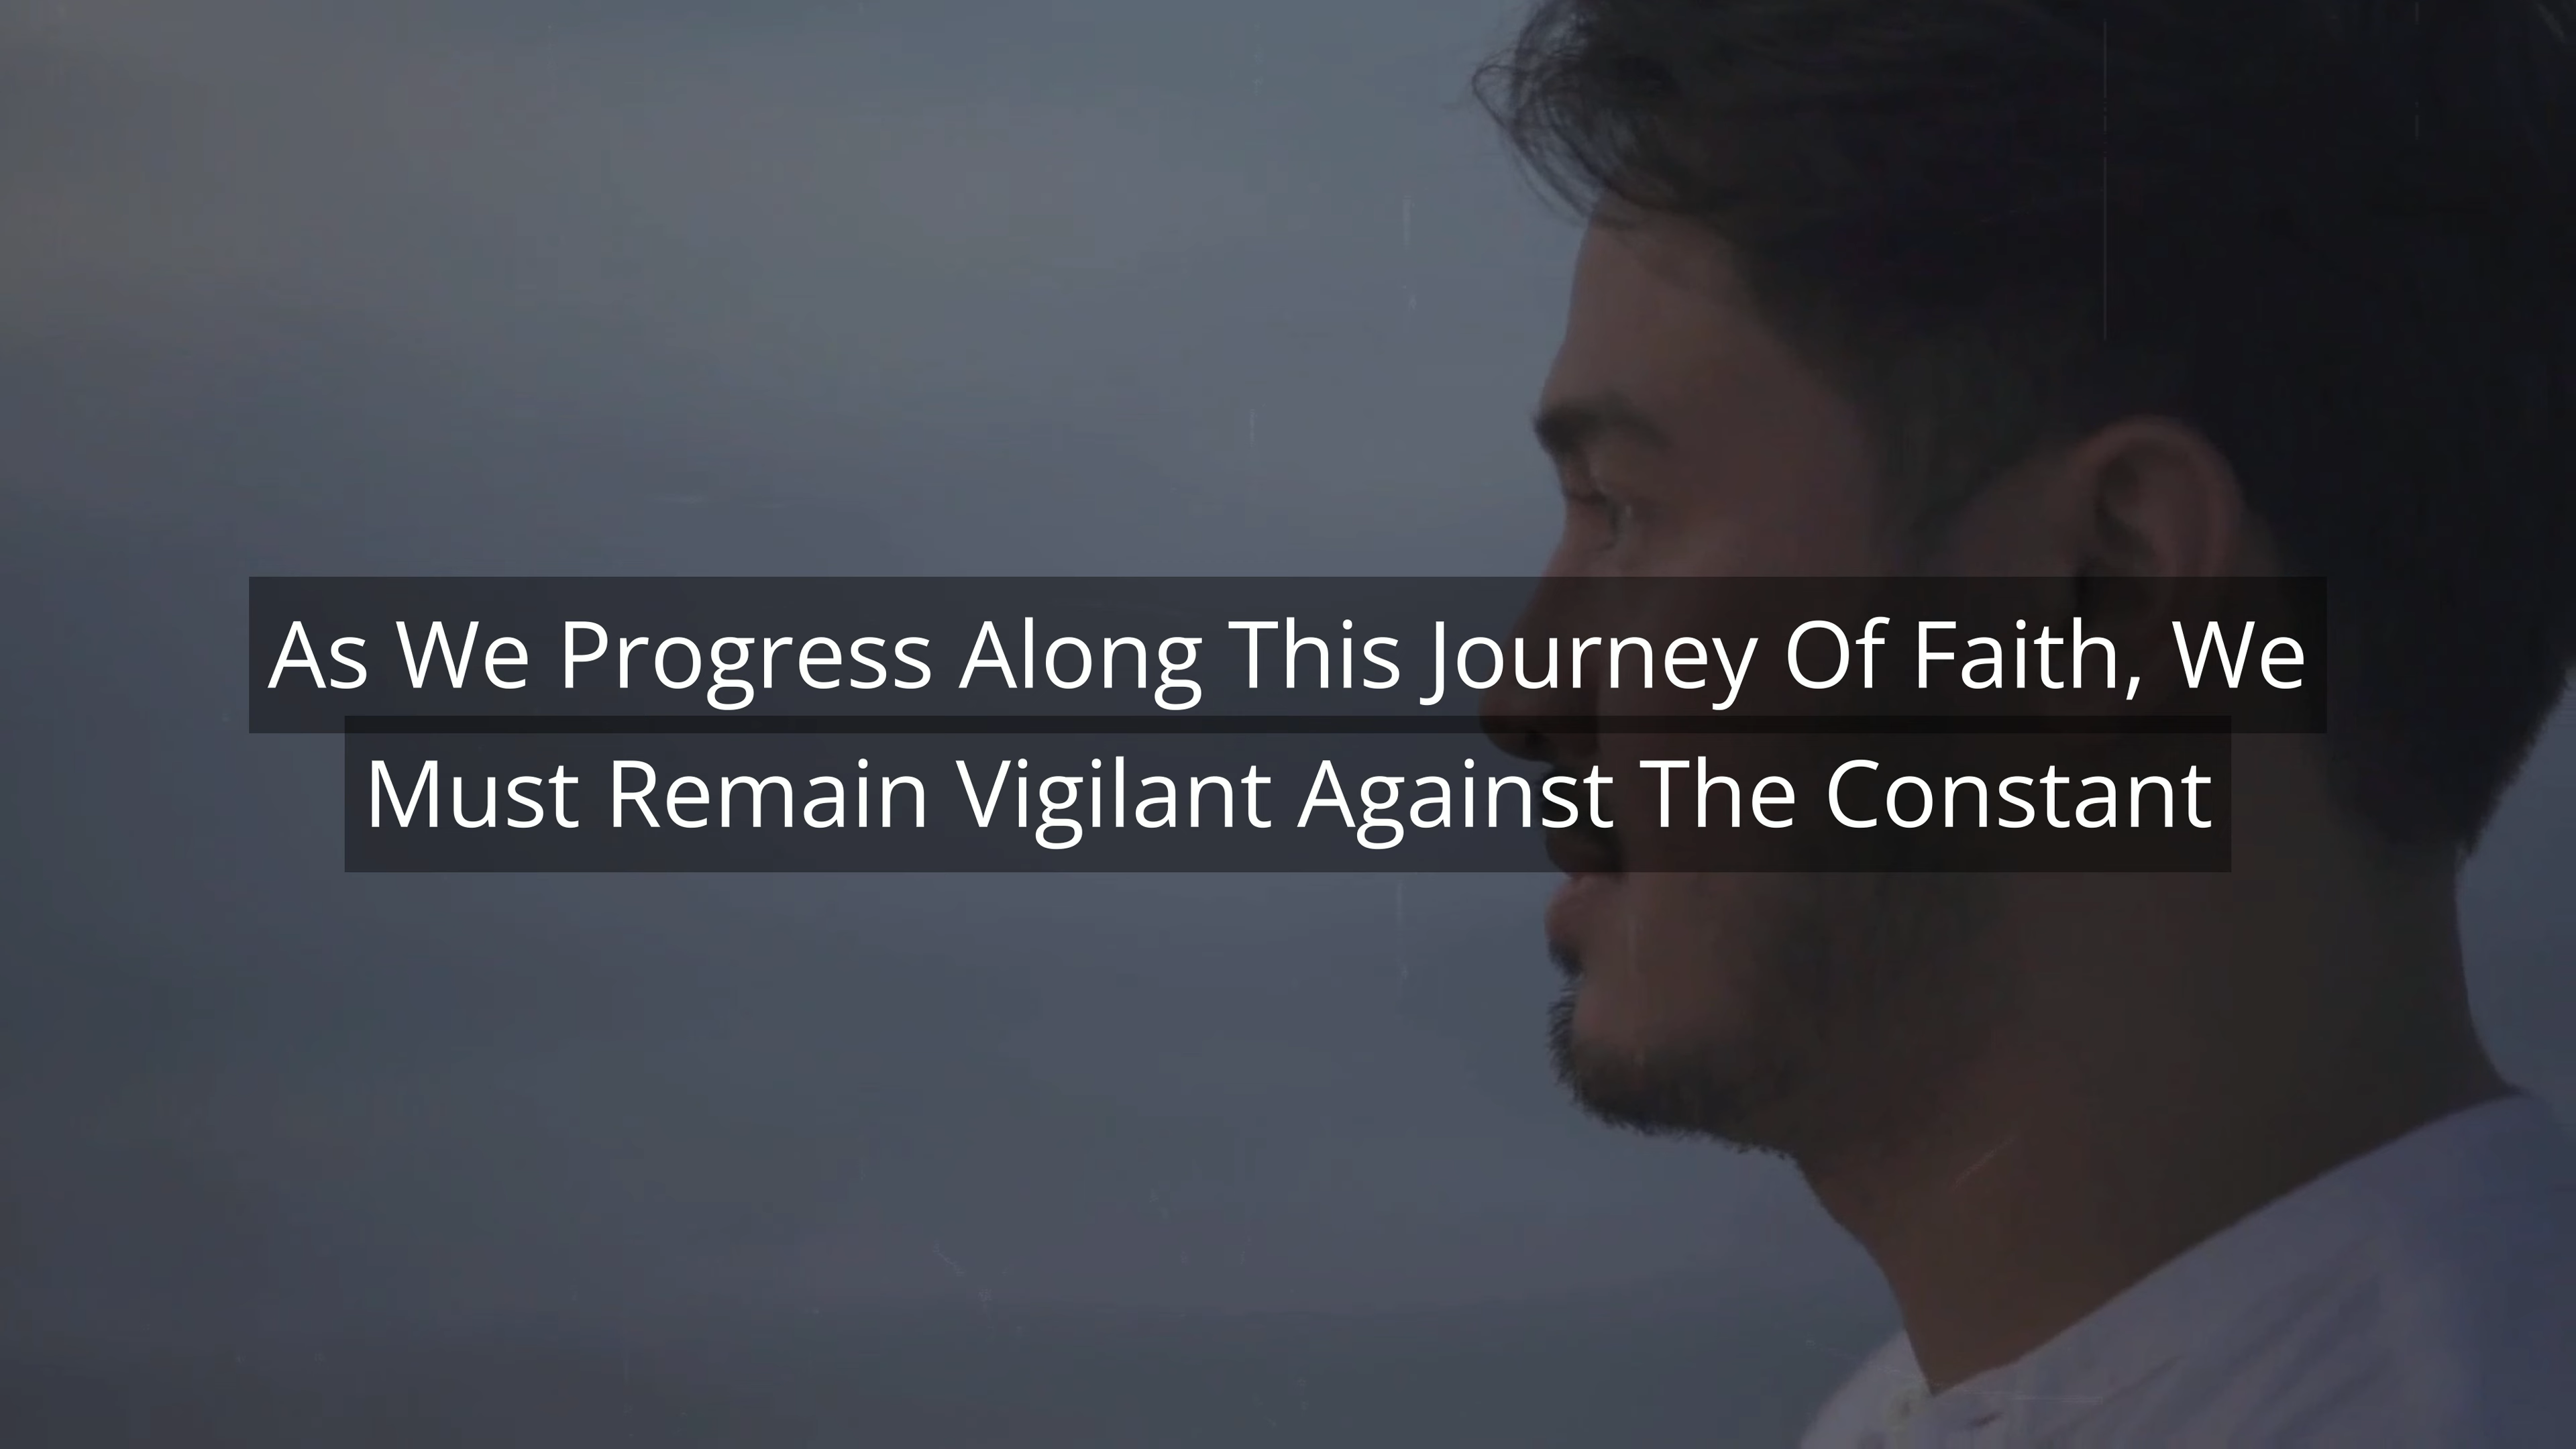 As We Progress Along This Journey Of Faith, We
Must Remain Vigilant Against The Constant